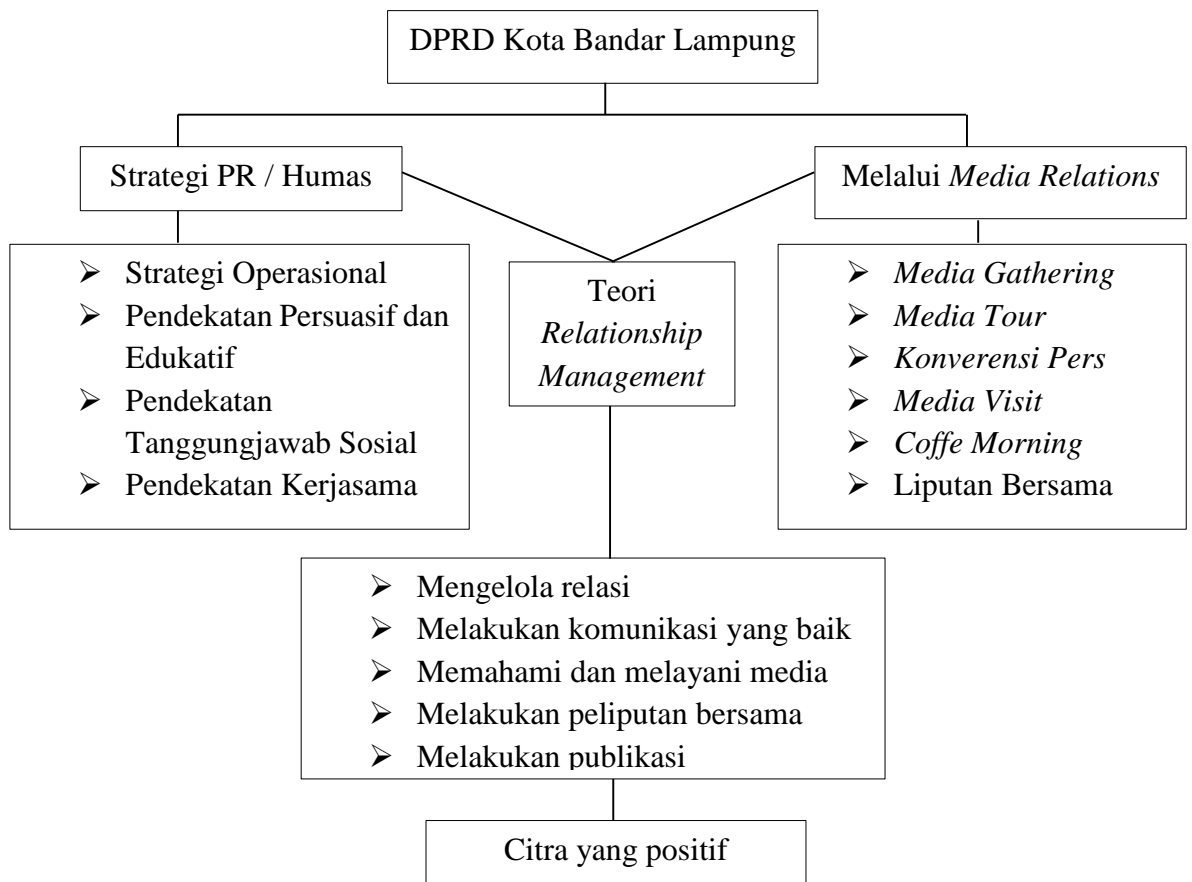 DPRD Kota Bandar Lampung
Strategi PR / Humas
Melalui Media Relations
➢ Strategi Operasional
➢ Pendekatan Persuasif dan
Edukatif
➢ Pendekatan
Tanggungjawab Sosial
➢ Pendekatan Kerjasama
Teori
Relationship
Management
➢ Media Gathering
➢ Media Tour
➢ Konverensi Pers
➢ Media Visit
➢ Coffe Morning
➢ Liputan Bersama
➢ Mengelola relasi
➢ Melakukan komunikasi yang baik
➢ Memahami dan melayani media
➢ Melakukan peliputan bersama
➢ Melakukan publikasi
Citra yang positif